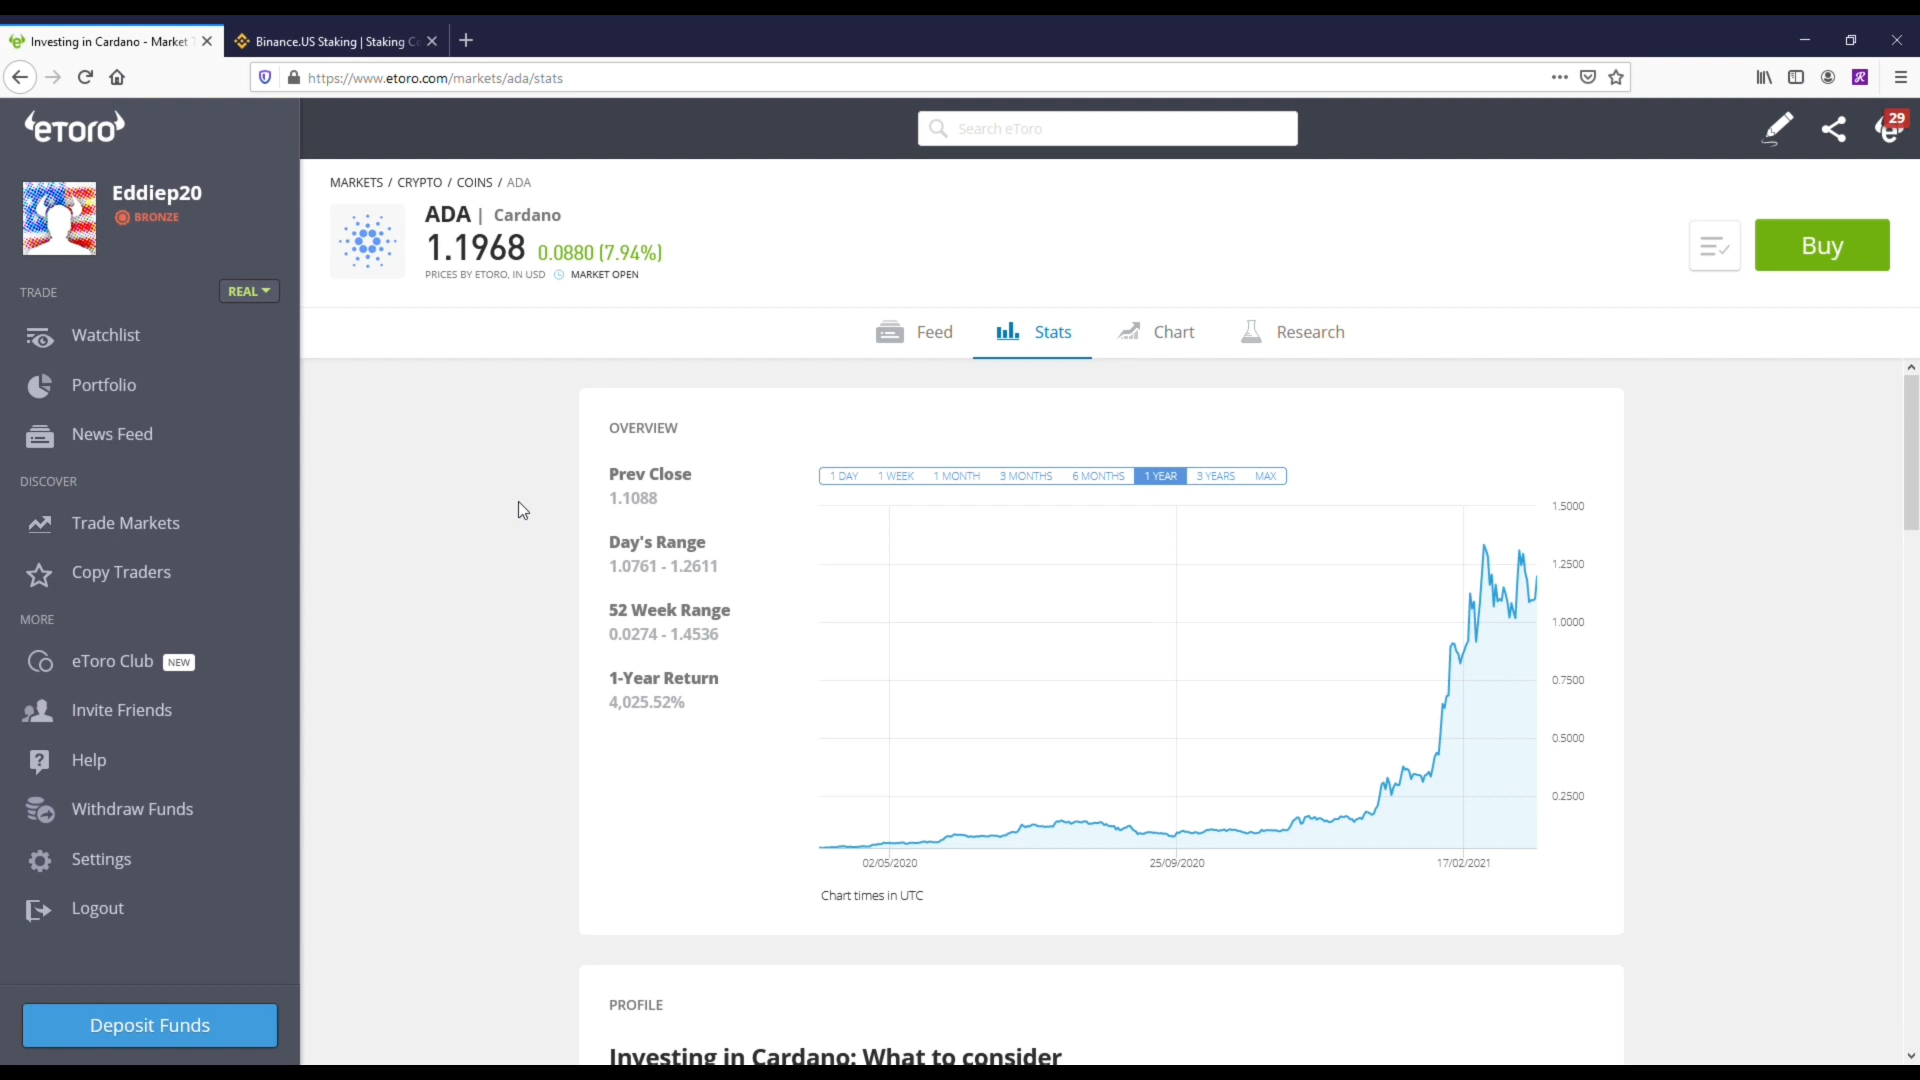 Investing in Cardano - Market
Binance.US Staking | Staking Co
https://www.etoro.com/markets/ada/stats
eToro
Search eToro
29
Eddiep20
BRONZE
TRADE
REAL
Watchlist
Portfolio
News Feed
DISCOVER
Trade Markets
Copy Traders
MORE
eToro Club NEW
Invite Friends
Help
Withdraw Funds
Settings
Logout
Deposit Funds
MARKETS / CRYPTO / COINS / ADA
ADA | Cardano
1.1968 0.0880 (7.94%)
PRICES BY ETORO, IN USD MARKET OPEN
Buy
Feed
Stats
Chart
Research
OVERVIEW
Prev Close
1.1088
Day's Range
1.0761 - 1.2611
52 Week Range
0.0274 - 1.4536
1-Year Return
4,025.52%
1 DAY 1 WEEK 1 MONTH 3 MONTHS 6 MONTHS 1 YEAR 3 YEARS MAX
1.5000
1.2500
1.0000
0.7500
0.5000
0.2500
02/05/2020 25/09/2020 17/02/2021
Chart times in UTC
PROFILE
Investing in Cardano: What to consider